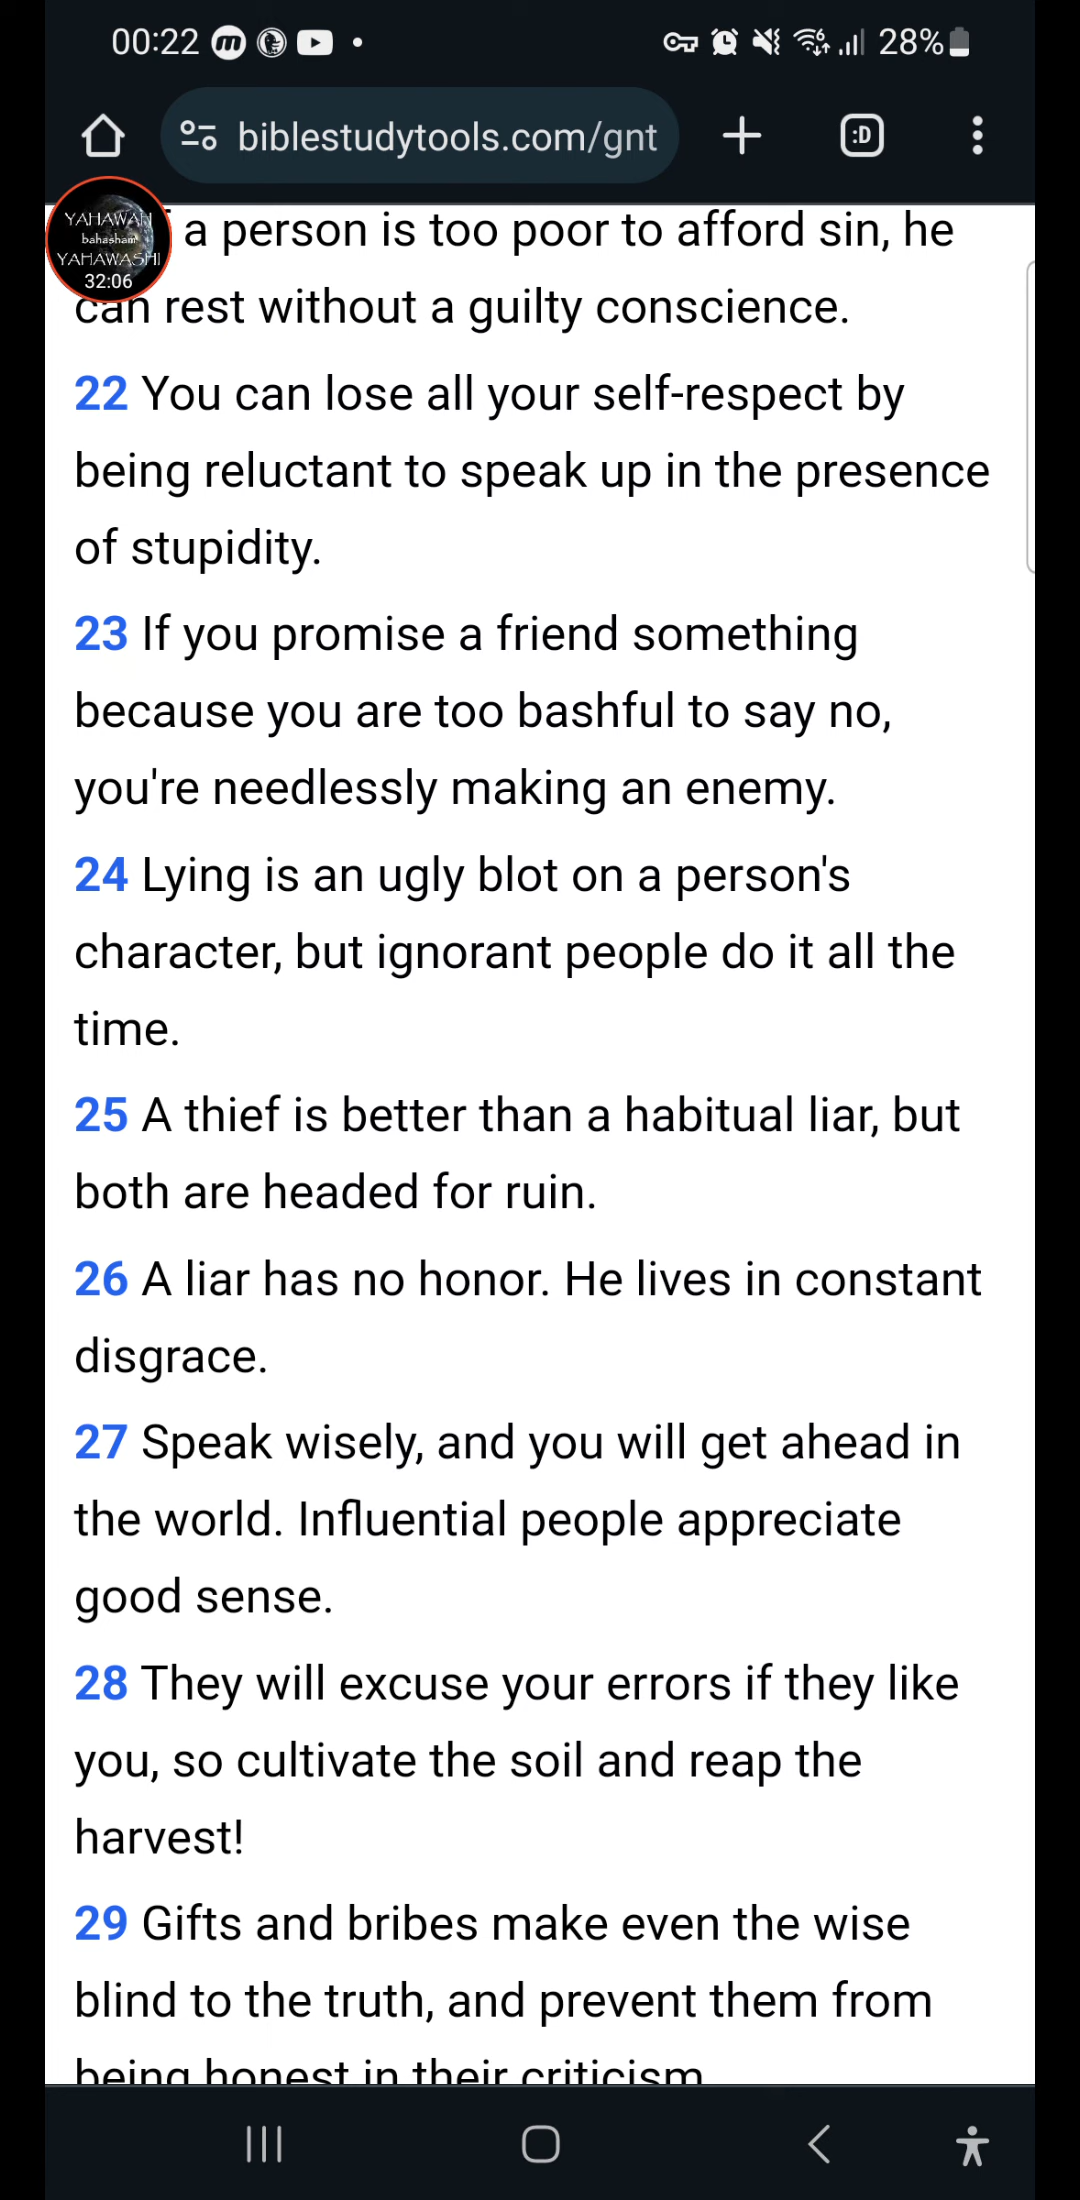 00:22
28%
biblestudytools.com/gnt
:D
YAHAWAH
bahasham
YAHAWASHI
32:06
a person is too poor to afford sin, he
can rest without a guilty conscience.
22 You can lose all your self-respect by
being reluctant to speak up in the presence
of stupidity.
23 If you promise a friend something
because you are too bashful to say no,
you're needlessly making an enemy.
24 Lying is an ugly blot on a person's
character, but ignorant people do it all the
time.
25 A thief is better than a habitual liar, but
both are headed for ruin.
26 A liar has no honor. He lives in constant
disgrace.
27 Speak wisely, and you will get ahead in
the world. Influential people appreciate
good sense.
28 They will excuse your errors if they like
you, so cultivate the soil and reap the
harvest!
29 Gifts and bribes make even the wise
blind to the truth, and prevent them from
being honest in their criticism.